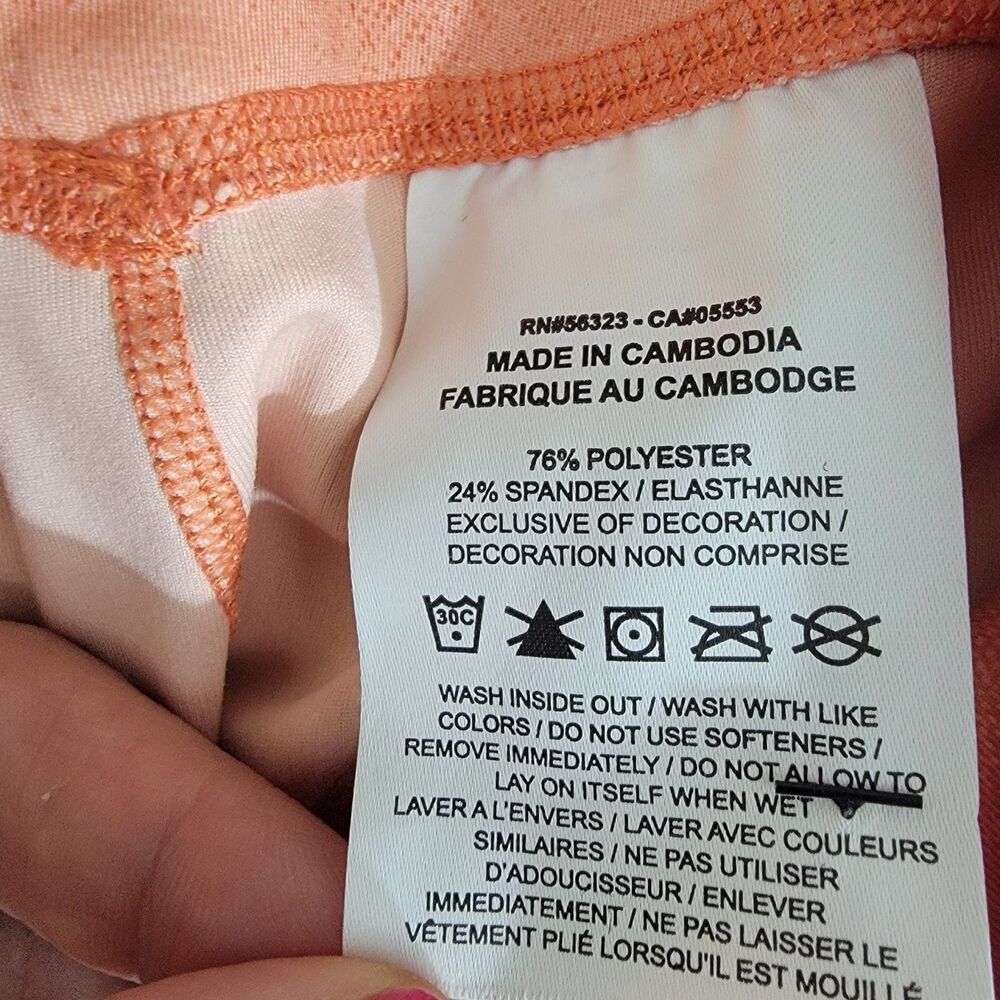 RN#56323 - CA#05553
MADE IN CAMBODIA
FABRIQUE AU CAMBODGE
76% POLYESTER
24% SPANDEX / ELASTHANNE
EXCLUSIVE OF DECORATION /
DECORATION NON COMPRISE
30C
WASH INSIDE OUT / WASH WITH LIKE
COLORS / DO NOT USE SOFTENERS /
REMOVE IMMEDIATELY / DO NOT ALLOW TO
LAY ON ITSELF WHEN WET
LAVER A L'ENVERS / LAVER AVEC COULEURS
SIMILAIRES / NE PAS UTILISER
D'ADOUCISSEUR / ENLEVER
IMMEDIATEMENT / NE PAS LAISSER LE
VÊTEMENT PLIÉ LORSQU'IL EST MOUILLÉ